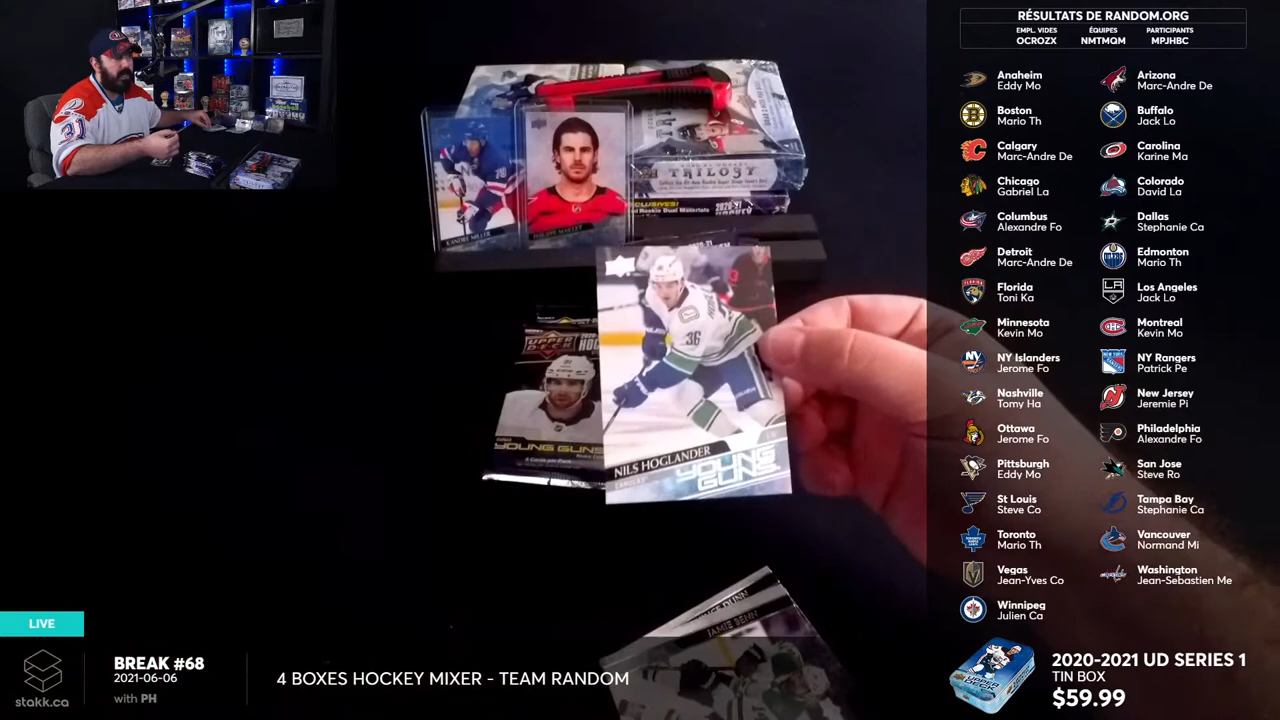 RÉSULTATS DE RANDOM.ORG
EMPL. VIDES
OCROZX
ÉQUIPES
NMTMQM
PARTICIPANTS
MPJHBC
Anaheim
Eddy Mo
Arizona
Marc-Andre De
Boston
Mario Th
Buffalo
Jack Lo
Calgary
Marc-Andre De
Carolina
Karine Ma
Chicago
Gabriel La
Colorado
David La
Columbus
Alexandre Fo
Dallas
Stephanie Ca
Detroit
Marc-Andre De
Edmonton
Mario Th
Florida
Toni Ka
Los Angeles
Jack Lo
Minnesota
Kevin Mo
Montreal
Kevin Mo
NY Islanders
Jerome Fo
NY Rangers
Patrick Pe
Nashville
Tomy Ha
New Jersey
Jeremie Pi
Ottawa
Jerome Fo
Philadelphia
Alexandre Fo
Pittsburgh
Eddy Mo
San Jose
Steve Ro
St Louis
Steve Co
Tampa Bay
Stephanie Ca
Toronto
Mario Th
Vancouver
Normand Mi
Vegas
Jean-Yves Co
Washington
Jean-Sebastien Me
Winnipeg
Julien Ca
31
TRILOGY
K'ANDRE MILLER
UPPER DECK
YOUNG GUNS
36
NILS HOGLANDER
YOUNG GUNS
JAMIE BENN
LIVE
stakk.ca
BREAK #68
2021-06-06
with PH
4 BOXES HOCKEY MIXER - TEAM RANDOM
2020-2021 UD SERIES 1
TIN BOX
$59.99